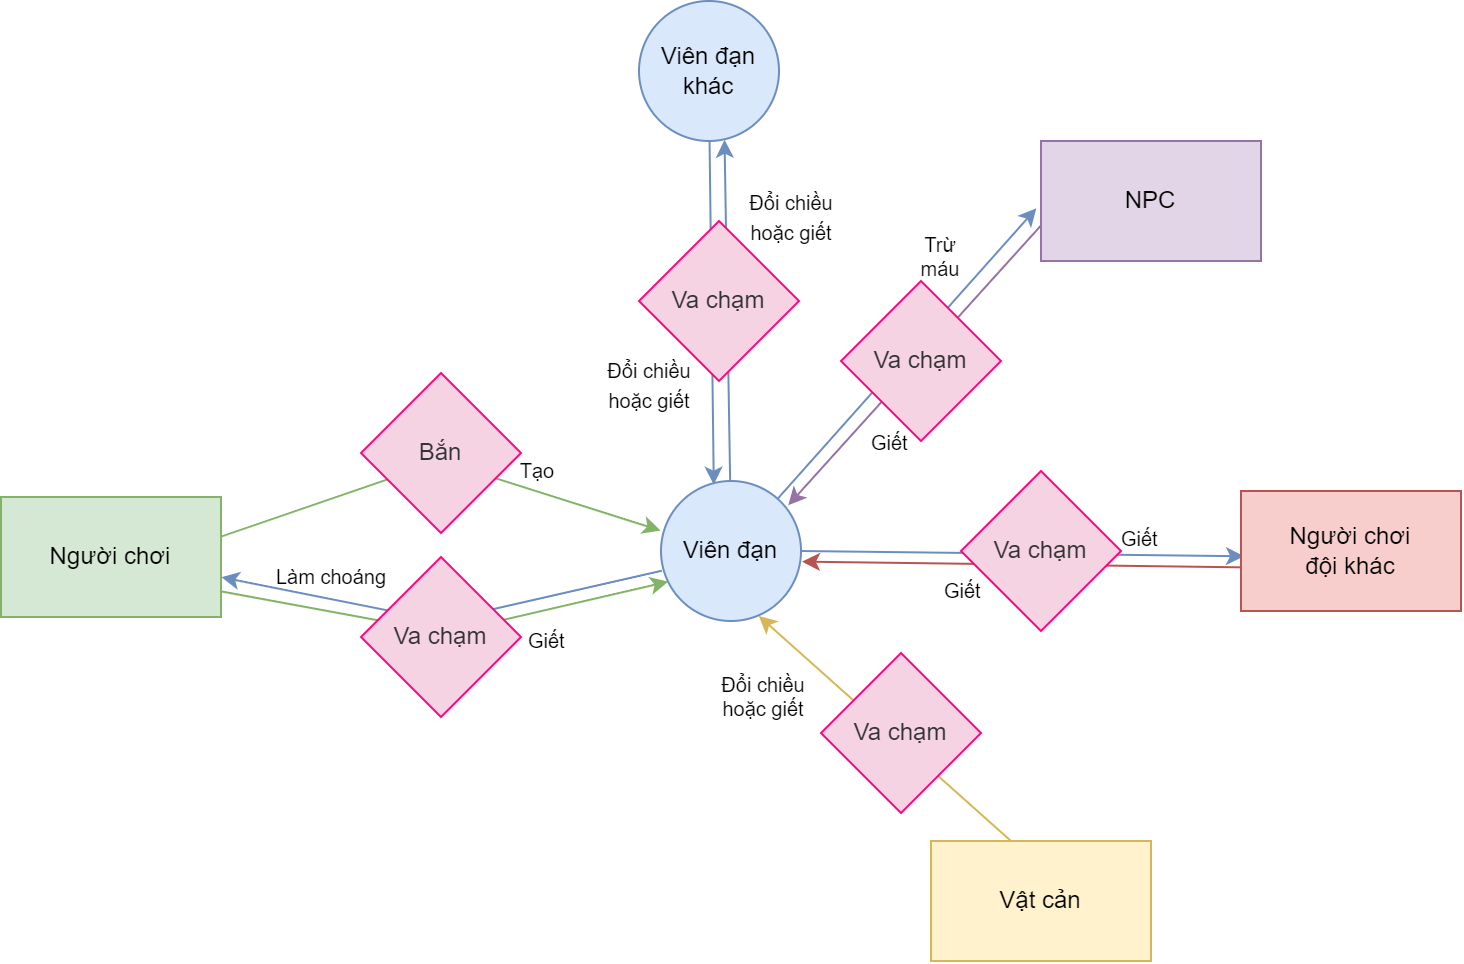 Viên đạn
khác
NPC
Đổi chiều
hoặc giết
Trừ
máu
Va chạm
Va chạm
Đổi chiều
hoặc giết
Giết
Bắn
Tạo
Người chơi
Viên đạn
Va chạm
Giết
Người chơi
đội khác
Làm choáng
Giết
Va chạm
Giết
Đổi chiều
hoặc giết
Va chạm
Vật cản